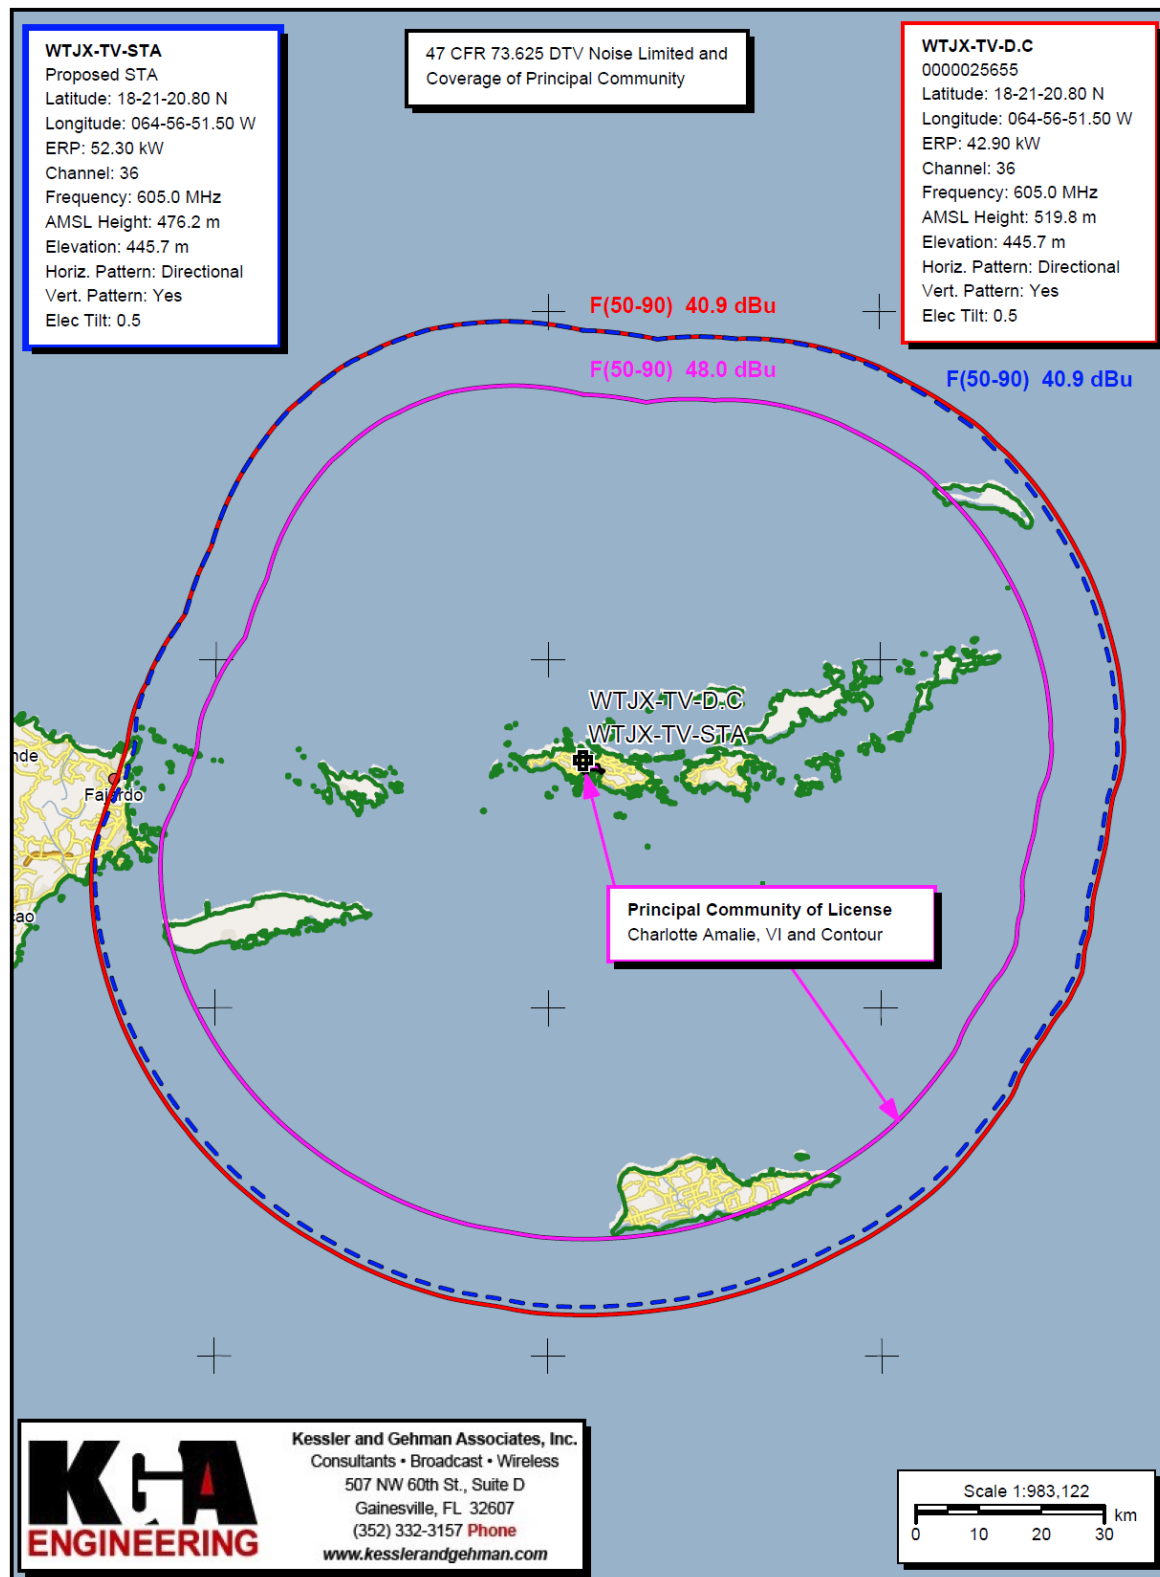 WTJX-TV-STA
Proposed STA
Latitude: 18-21-20.80 N
Longitude: 064-56-51.50 W
ERP: 52.30 kW
Channel: 36
Frequency: 605.0 MHz
AMSL Height: 476.2 m
Elevation: 445.7 m
Horiz. Pattern: Directional
Vert. Pattern: Yes
Elec Tilt: 0.5
47 CFR 73.625 DTV Noise Limited and
Coverage of Principal Community
WTJX-TV-D.C
0000025655
Latitude: 18-21-20.80 N
Longitude: 064-56-51.50 W
ERP: 42.90 kW
Channel: 36
Frequency: 605.0 MHz
AMSL Height: 519.8 m
Elevation: 445.7 m
Horiz. Pattern: Directional
Vert. Pattern: Yes
Elec Tilt: 0.5
F(50-90) 40.9 dBu
F(50-90) 48.0 dBu
F(50-90) 40.9 dBu
WTJX-TV-D.C
WTJX-TV-STA
nde
Fajardo
cao
Principal Community of License
Charlotte Amalie, VI and Contour
KGA
ENGINEERING
Kessler and Gehman Associates, Inc.
Consultants • Broadcast • Wireless
507 NW 60th St., Suite D
Gainesville, FL 32607
(352) 332-3157 Phone
www.kesslerandgehman.com
Scale 1:983,122
km
0 10 20 30